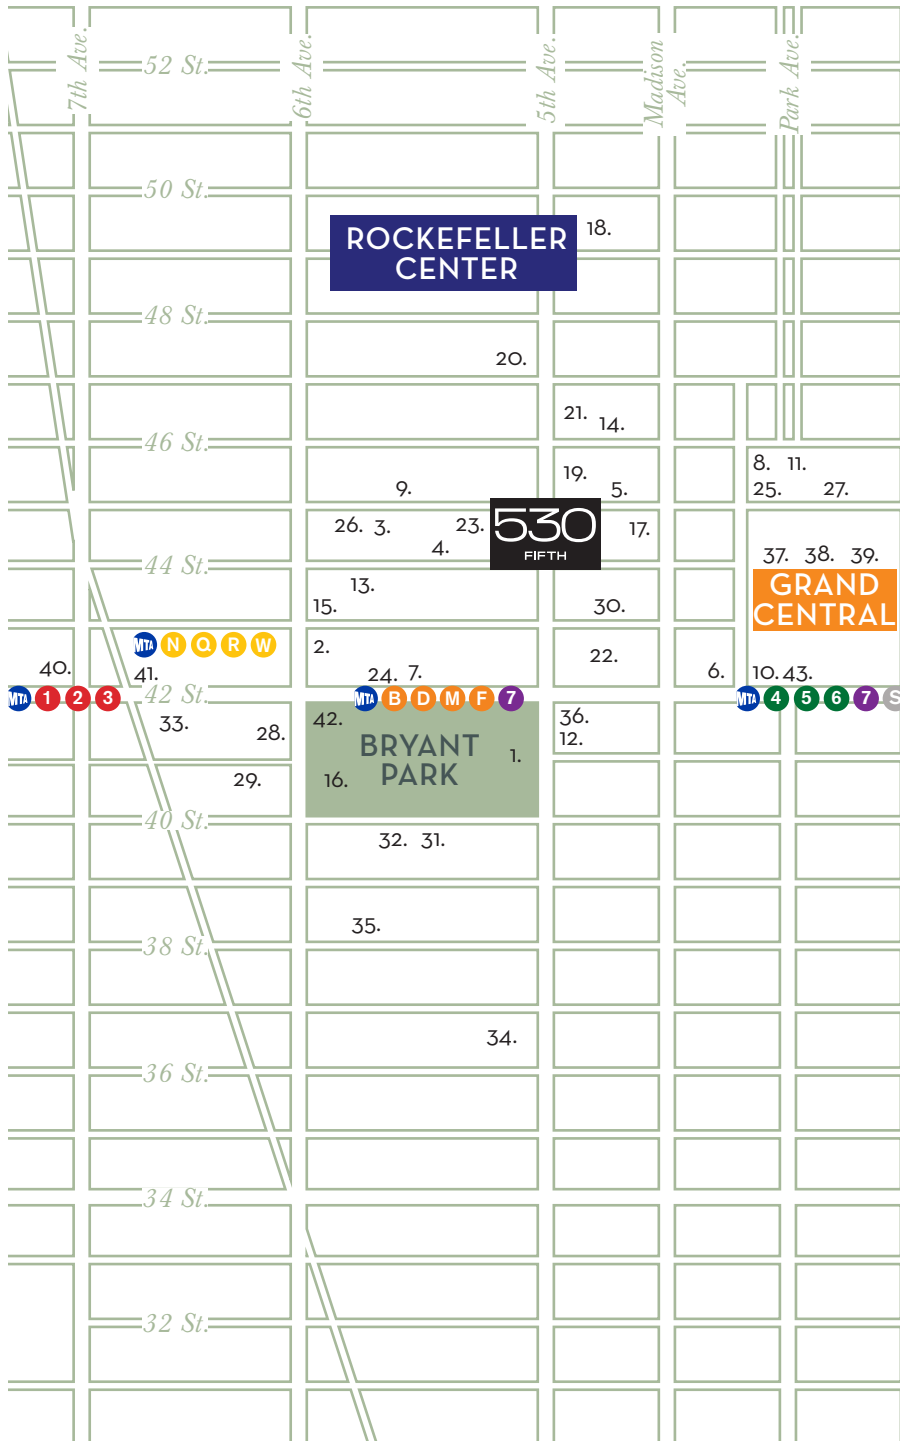 7th Ave.
6th Ave.
5th Ave.
Madison
Ave.
Park Ave.
52 St.
50 St.
18.
ROCKEFELLER
CENTER
48 St.
20.
21. 14.
46 St.
8. 11.
19. 5.
9.
25. 27.
26. 3. 23.
4.
530
FIFTH
17.
37. 38. 39.
44 St.
GRAND
CENTRAL
13.
15.
30.
MTA N Q R W
2.
22.
40.
41.
24. 7.
6.
10. 43.
42 St.
MTA 1 2 3
MTA B D M F 7
MTA 4 5 6 7 S
33.
28.
42.
36.
12.
BRYANT
PARK
1.
29.
16.
40 St.
32. 31.
35.
38 St.
34.
36 St.
34 St.
32 St.